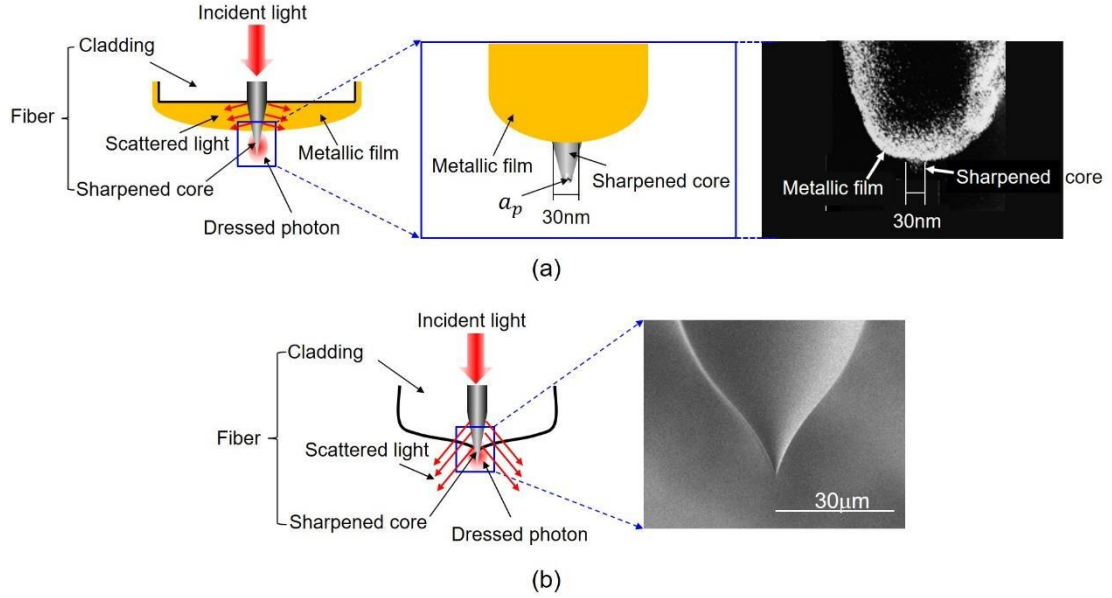 Incident light
Cladding
Fiber
Scattered light
Metallic film
Sharpened core
Dressed photon
Metallic film
Sharpened core
aₚ
30nm
Metallic film
Sharpened core
30nm
(a)
Incident light
Cladding
Fiber
Scattered light
Sharpened core
Dressed photon
30μm
(b)